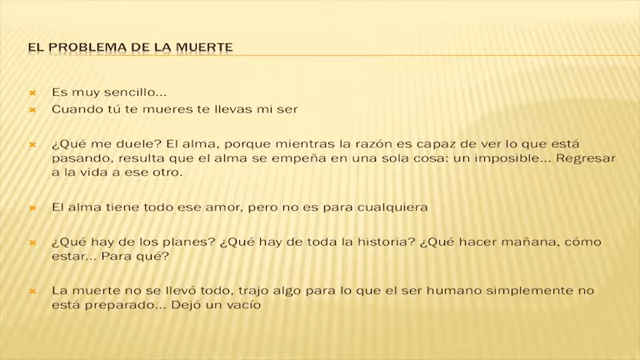 EL PROBLEMA DE LA MUERTE
Es muy sencillo...
Cuando tú te mueres te llevas mi ser
¿Qué me duele? El alma, porque mientras la razón es capaz de ver lo que está
pasando, resulta que el alma se empeña en una sola cosa: un imposible... Regresar
a la vida a ese otro.
El alma tiene todo ese amor, pero no es para cualquiera
¿Qué hay de los planes? ¿Qué hay de toda la historia? ¿Qué hacer mañana, cómo
estar... Para qué?
La muerte no se llevó todo, trajo algo para lo que el ser humano simplemente no
está preparado... Dejó un vacío